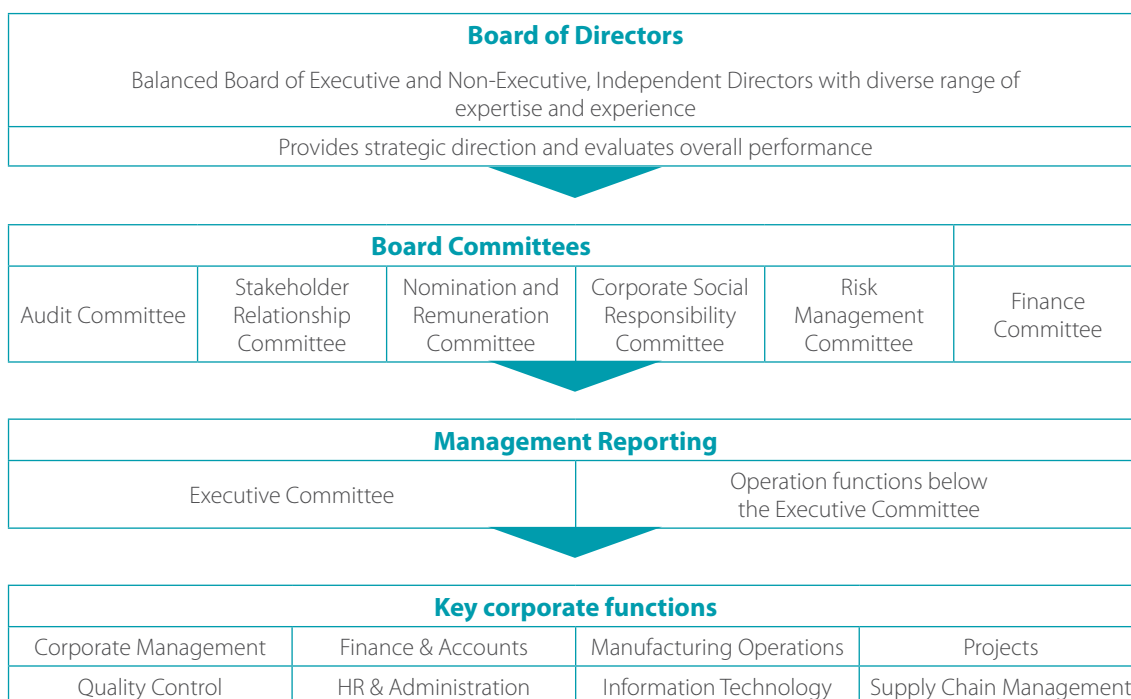 Board of Directors
Balanced Board of Executive and Non-Executive, Independent Directors with diverse range of
expertise and experience
Provides strategic direction and evaluates overall performance
Board Committees
Audit Committee
Stakeholder
Relationship
Committee
Nomination and
Remuneration
Committee
Corporate Social
Responsibility
Committee
Risk
Management
Committee
Finance
Committee
Management Reporting
Executive Committee
Operation functions below
the Executive Committee
Key corporate functions
Corporate Management
Finance & Accounts
Manufacturing Operations
Projects
Quality Control
HR & Administration
Information Technology
Supply Chain Management